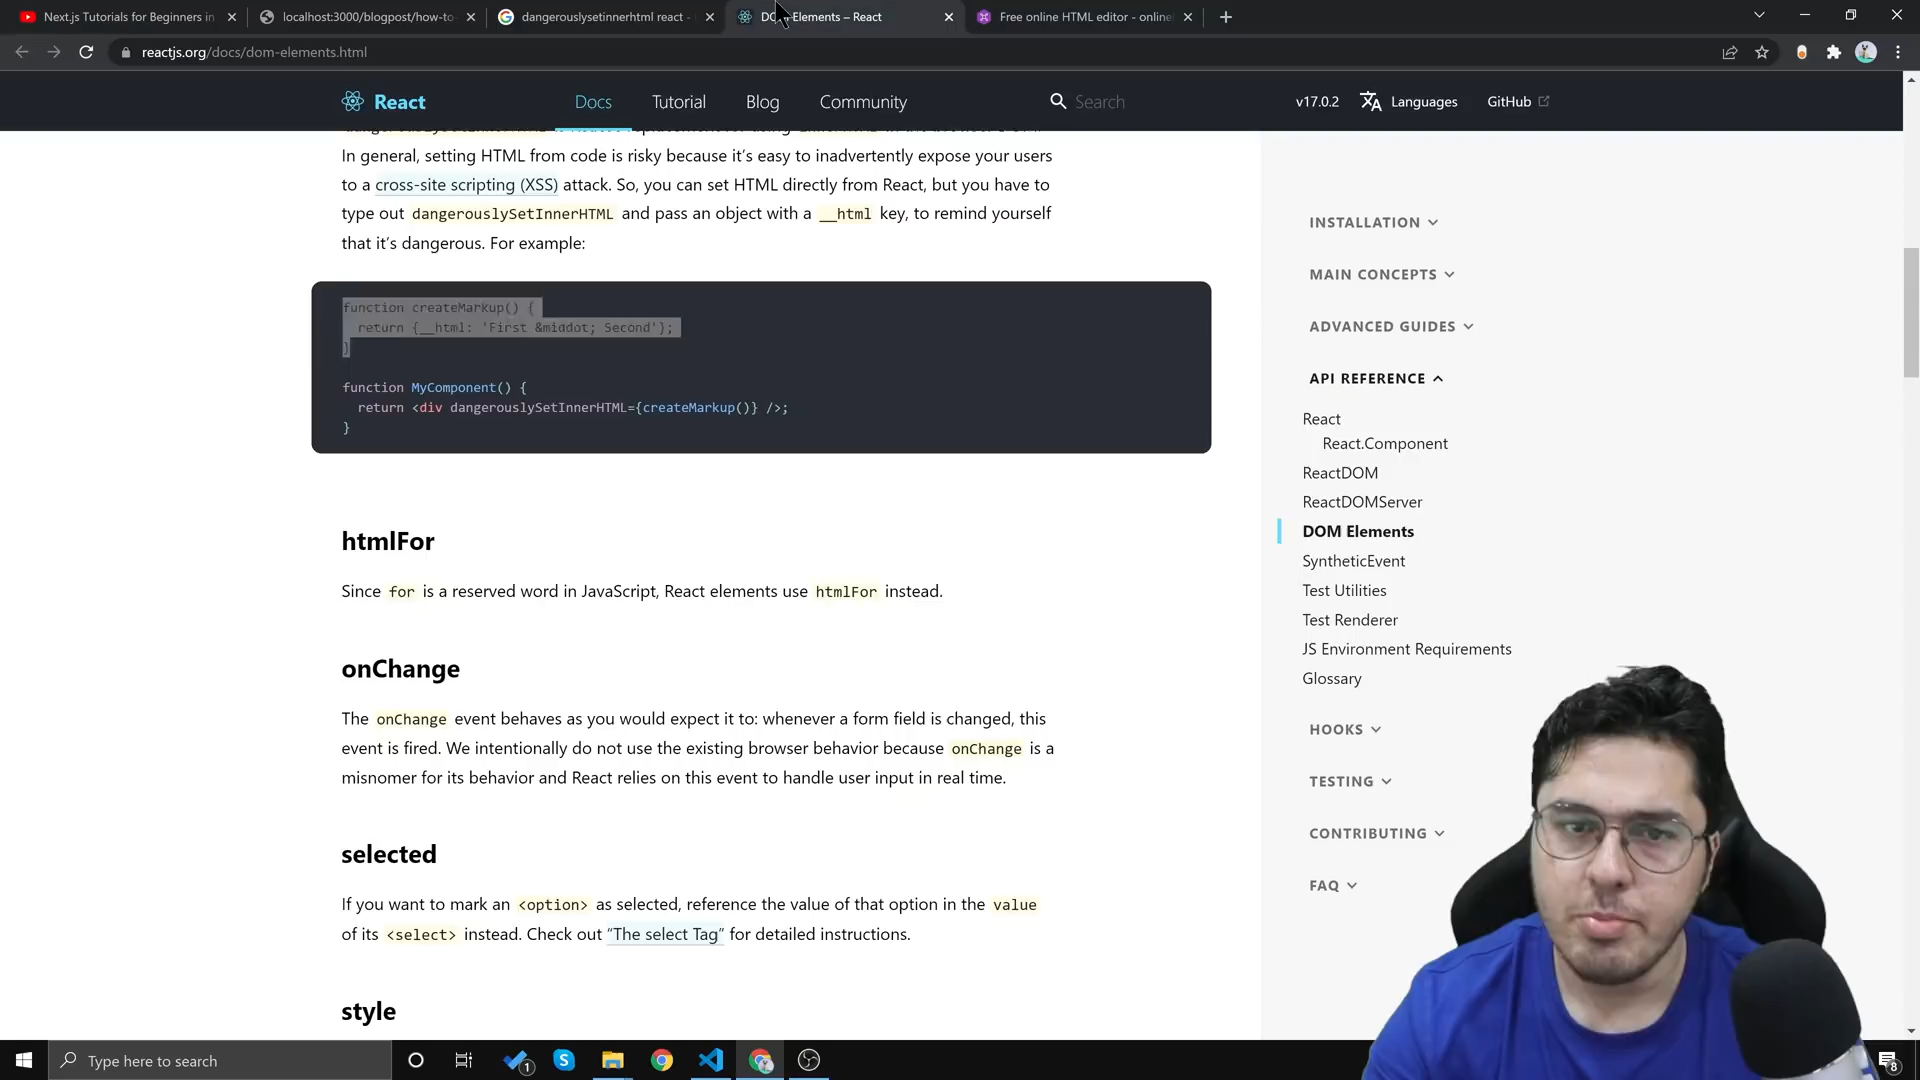 Next.js Tutorials for Beginners in
localhost:3000/blogpost/how-to-
dangerouslysetinnerhtml react -
Elements – React
Free online HTML editor - online
reactjs.org/docs/dom-elements.html
React
Docs
Tutorial
Blog
Community
Search
v17.0.2
Languages
GitHub
In general, setting HTML from code is risky because it’s easy to inadvertently expose your users
to a cross-site scripting (XSS) attack. So, you can set HTML directly from React, but you have to
type out dangerouslySetInnerHTML and pass an object with a __html key, to remind yourself
that it’s dangerous. For example:
function createMarkup() {
return {__html: 'First &middot; Second'};
}
function MyComponent() {
return <div dangerouslySetInnerHTML={createMarkup()} />;
}
htmlFor
Since for is a reserved word in JavaScript, React elements use htmlFor instead.
onChange
The onChange event behaves as you would expect it to: whenever a form field is changed, this
event is fired. We intentionally do not use the existing browser behavior because onChange is a
misnomer for its behavior and React relies on this event to handle user input in real time.
selected
If you want to mark an <option> as selected, reference the value of that option in the value
of its <select> instead. Check out “The select Tag” for detailed instructions.
style
INSTALLATION
MAIN CONCEPTS
ADVANCED GUIDES
API REFERENCE
React
React.Component
ReactDOM
ReactDOMServer
DOM Elements
SyntheticEvent
Test Utilities
Test Renderer
JS Environment Requirements
Glossary
HOOKS
TESTING
CONTRIBUTING
FAQ
Type here to search
1
8